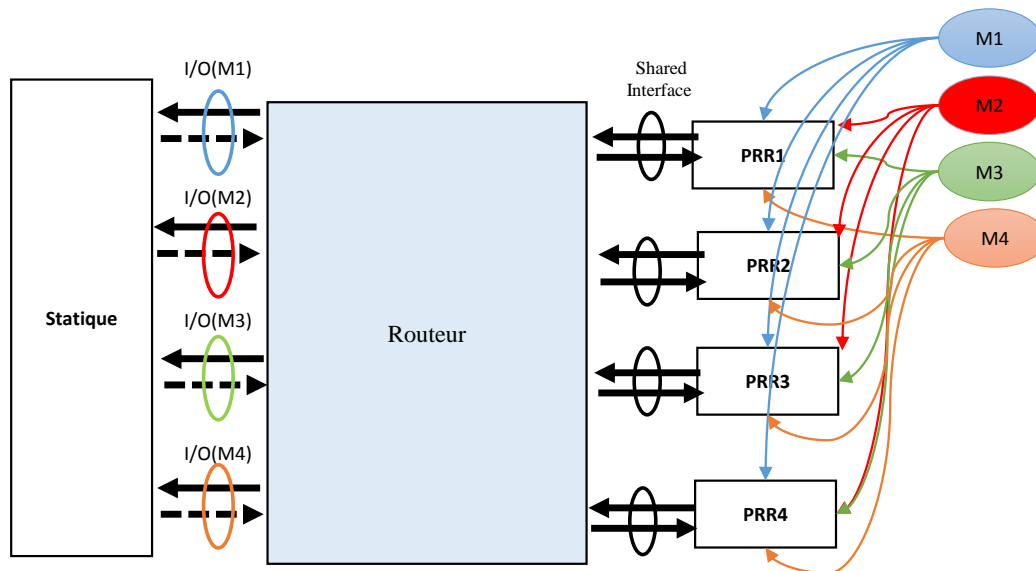 M1
I/O(M1)
Shared
Interface
M2
PRR1
M3
I/O(M2)
M4
PRR2
Statique
I/O(M3)
Routeur
PRR3
I/O(M4)
PRR4